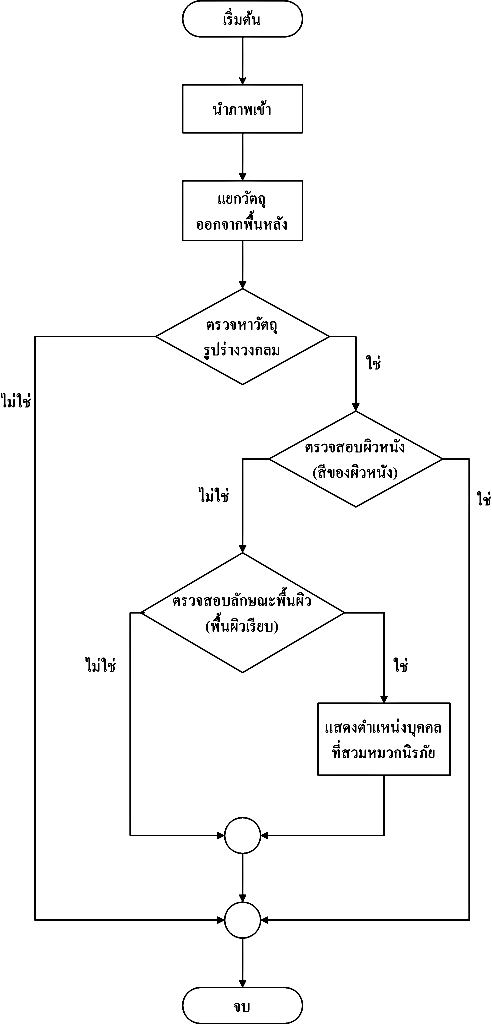 เริ่มต้น
นำภาพเข้า
แยกวัตถุ
ออกจากพื้นหลัง
ตรวจหาวัตถุ
รูปร่างวงกลม
ไม่ใช่
ใช่
ตรวจสอบผิวหนัง
(สีของผิวหนัง)
ไม่ใช่
ใช่
ตรวจสอบลักษณะพื้นผิว
(พื้นผิวเรียบ)
ไม่ใช่
ใช่
แสดงตำแหน่งบุคคล
ที่สวมหมวกนิรภัย
จบ